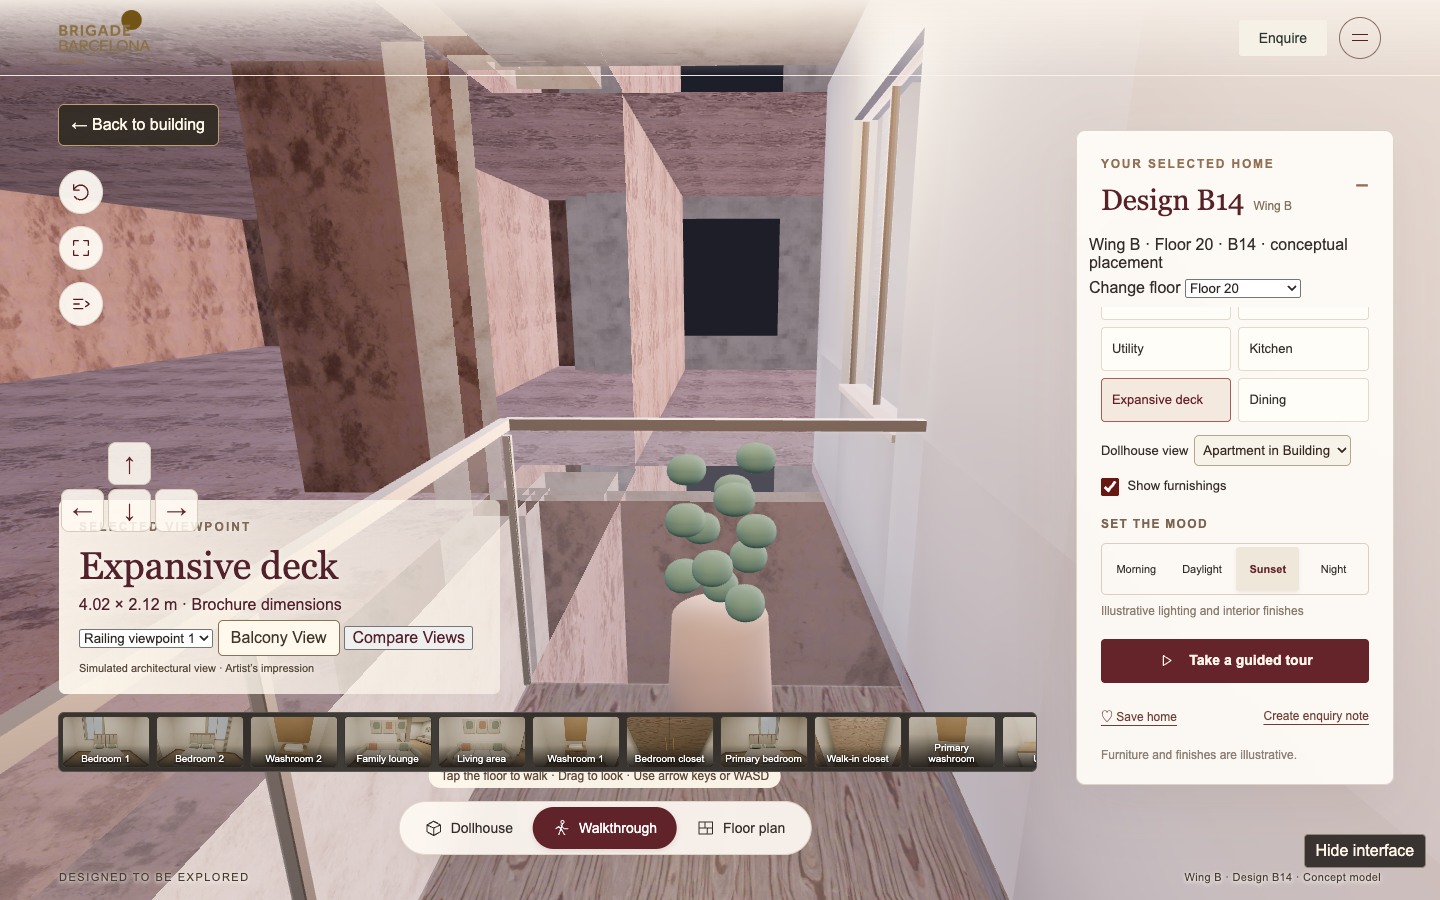 BRIGADE
BARCELONA
Enquire
← Back to building
YOUR SELECTED HOME
Design B14 Wing B
Wing B · Floor 20 · B14 · conceptual
placement
Change floor Floor 20
Utility
Kitchen
Expansive deck
Dining
Dollhouse view Apartment in Building
Show furnishings
SET THE MOOD
Morning
Daylight
Sunset
Night
Illustrative lighting and interior finishes
Take a guided tour
♡ Save home
Create enquiry note
Furniture and finishes are illustrative.
↑
← ↓ →
SELECTED VIEWPOINT
Expansive deck
4.02 × 2.12 m · Brochure dimensions
Railing viewpoint 1
Balcony View
Compare Views
Simulated architectural view · Artist's impression
Bedroom 1
Bedroom 2
Washroom 2
Family lounge
Living area
Washroom 1
Bedroom closet
Primary bedroom
Walk-in closet
Primary
washroom
Tap the floor to walk · Drag to look · Use arrow keys or WASD
Dollhouse
Walkthrough
Floor plan
Hide interface
DESIGNED TO BE EXPLORED
Wing B · Design B14 · Concept model